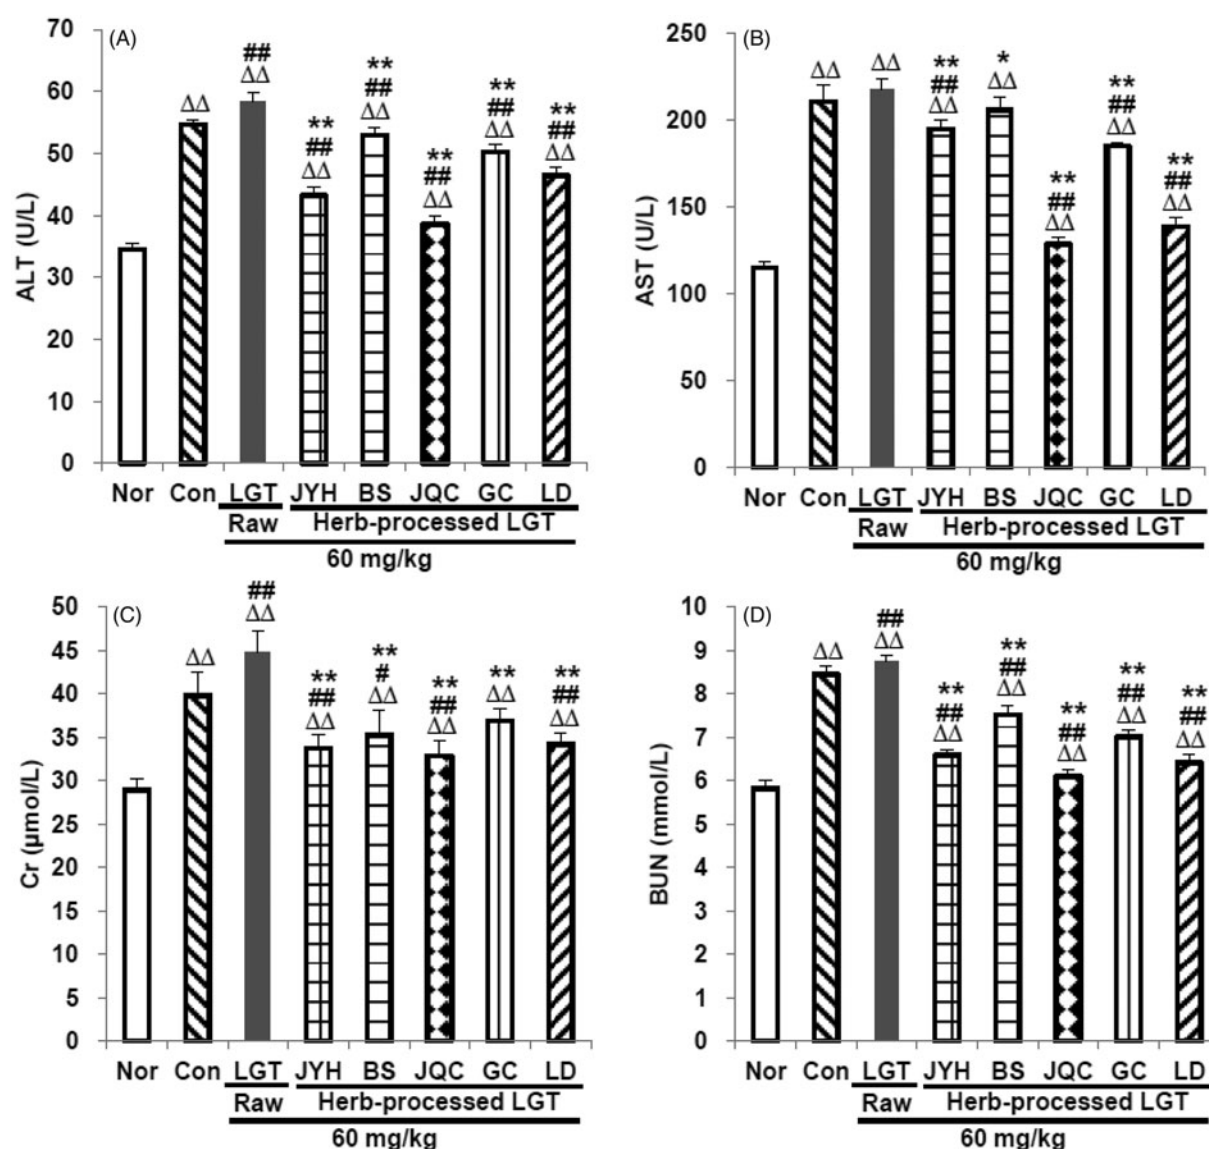 (A)
ALT (U/L)
70
60
50
40
30
20
10
0
ΔΔ
##
ΔΔ
**
##
ΔΔ
**
##
ΔΔ
**
##
ΔΔ
**
##
ΔΔ
**
##
ΔΔ
Nor Con LGT JYH BS JQC GC LD
Raw Herb-processed LGT
60 mg/kg
(B)
AST (U/L)
250
200
150
100
50
0
ΔΔ
ΔΔ
**
##
ΔΔ
*
ΔΔ
**
##
ΔΔ
**
##
ΔΔ
**
##
ΔΔ
Nor Con LGT JYH BS JQC GC LD
Raw Herb-processed LGT
60 mg/kg
(C)
Cr (µmol/L)
50
45
40
35
30
25
20
15
10
5
0
ΔΔ
##
ΔΔ
**
##
ΔΔ
**
#
ΔΔ
**
##
ΔΔ
**
ΔΔ
**
##
ΔΔ
Nor Con LGT JYH BS JQC GC LD
Raw Herb-processed LGT
60 mg/kg
(D)
BUN (mmol/L)
10
9
8
7
6
5
4
3
2
1
0
ΔΔ
##
ΔΔ
**
##
ΔΔ
**
##
ΔΔ
**
##
ΔΔ
**
##
ΔΔ
**
##
ΔΔ
Nor Con LGT JYH BS JQC GC LD
Raw Herb-processed LGT
60 mg/kg